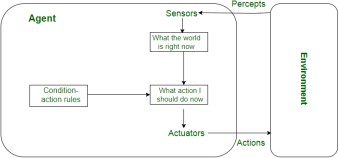 Agent
Sensors
Percepts
What the world
is right now
Condition-
action rules
What action I
should do now
Actuators
Actions
Environment